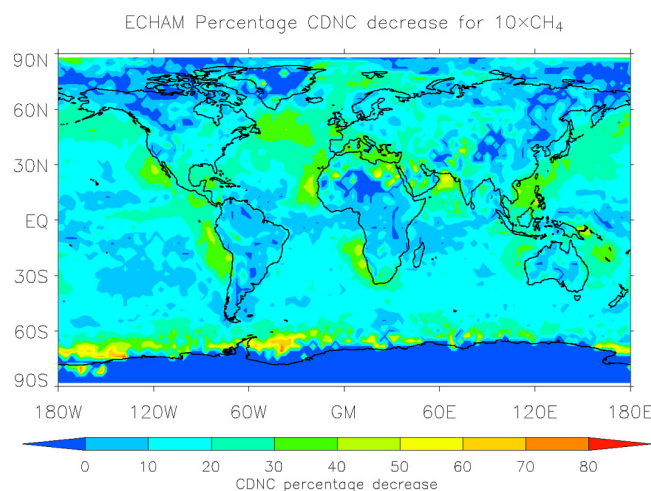 ECHAM Percentage CDNC decrease for 10×CH₄
90N
60N
30N
EQ
30S
60S
90S
180W 120W 60W GM 60E 120E 180E
0 10 20 30 40 50 60 70 80
CDNC percentage decrease